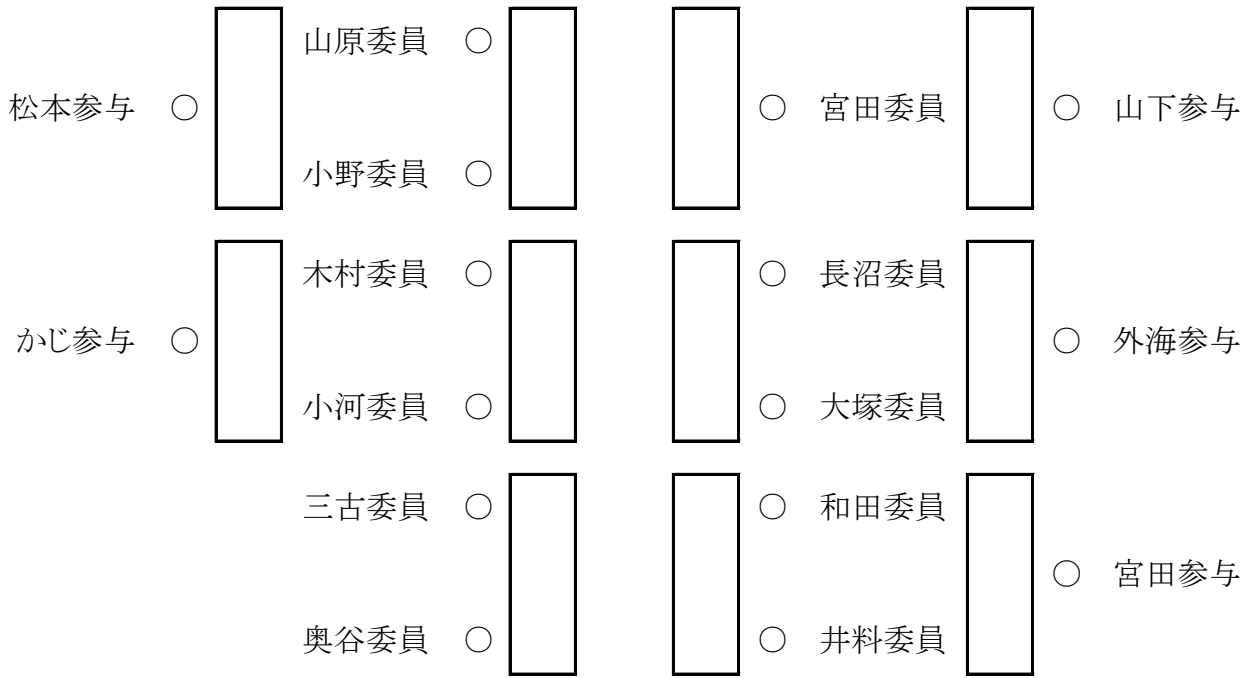 山原委員 ○
松本参与 ○ ○ 宮田委員 ○ 山下参与
小野委員 ○
木村委員 ○ ○ 長沼委員
かじ参与 ○ ○ 外海参与
小河委員 ○ ○ 大塚委員
三古委員 ○ ○ 和田委員
○ 宮田参与
奥谷委員 ○ ○ 井料委員